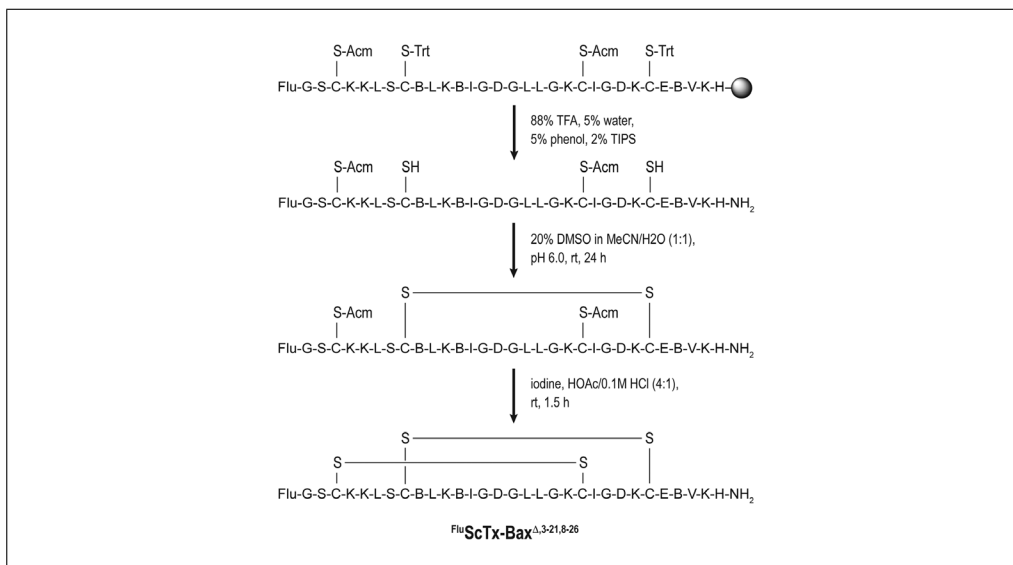 S-Acm S-Trt S-Acm S-Trt
Flu-G-S-C-K-K-L-S-C-B-L-K-B-I-G-D-G-L-L-G-K-C-I-G-D-K-C-E-B-V-K-H-
88% TFA, 5% water,
5% phenol, 2% TIPS
S-Acm SH S-Acm SH
Flu-G-S-C-K-K-L-S-C-B-L-K-B-I-G-D-G-L-L-G-K-C-I-G-D-K-C-E-B-V-K-H-NH2
20% DMSO in MeCN/H2O (1:1),
pH 6.0, rt, 24 h
S S
S-Acm S-Acm
Flu-G-S-C-K-K-L-S-C-B-L-K-B-I-G-D-G-L-L-G-K-C-I-G-D-K-C-E-B-V-K-H-NH2
iodine, HOAc/0.1M HCl (4:1),
rt, 1.5 h
S S
S S
Flu-G-S-C-K-K-L-S-C-B-L-K-B-I-G-D-G-L-L-G-K-C-I-G-D-K-C-E-B-V-K-H-NH2
FluScTx-BaxΔ,3-21,8-26